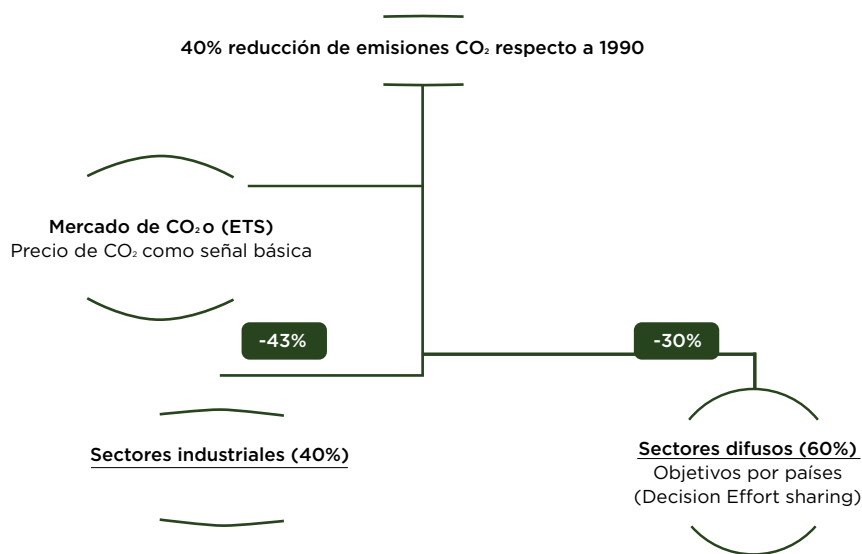 40% reducción de emisiones CO₂ respecto a 1990
Mercado de CO₂ o (ETS)
Precio de CO₂ como señal básica
-43%
-30%
Sectores industriales (40%)
Sectores difusos (60%)
Objetivos por países
(Decision Effort sharing)